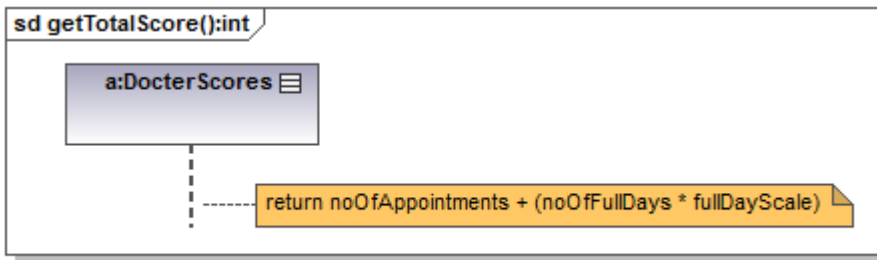 sd getTotalScore():int
a:DocterScores
return noOfAppointments + (noOfFullDays * fullDayScale)